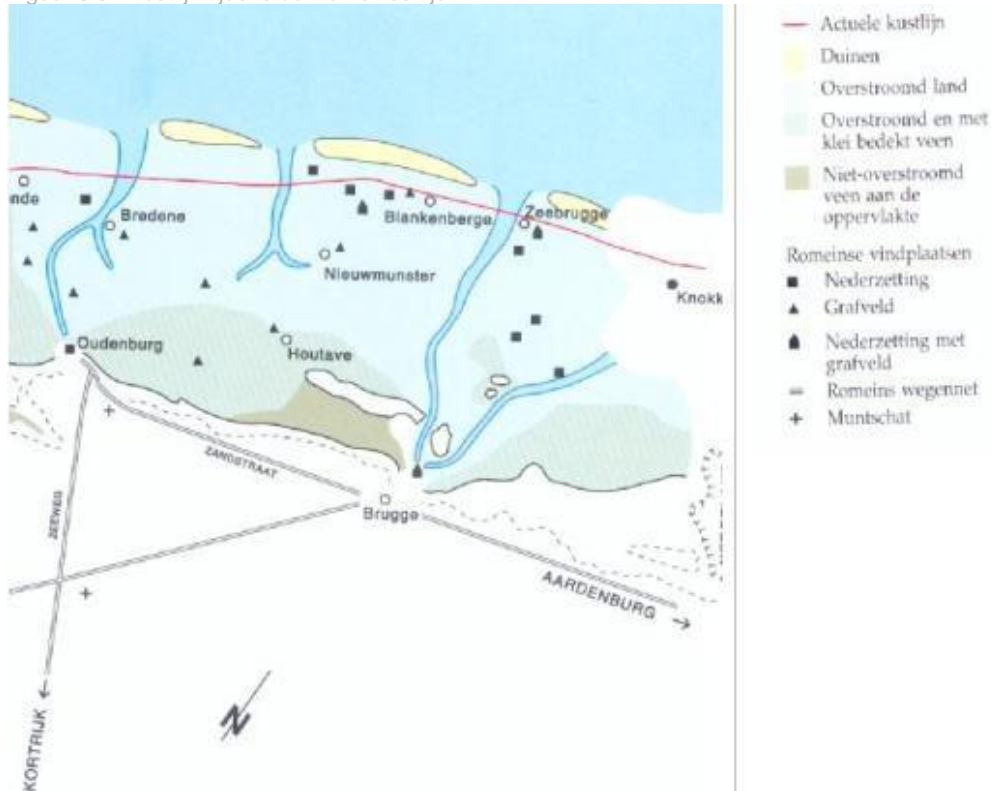 Actuele kustlijn
Duinen
Overstroomd land
Overstroomd en met
klei bedekt veen
Niet-overstroomd
veen aan de
oppervlakte
Romeinse vindplaatsen
Nederzetting
Grafveld
Nederzetting met
grafveld
Romeins wegennet
Muntschat
nde
Bredene
Blankenberge
Zeebrugge
Nieuwmunster
Knokk
Oudenburg
Houtave
ZANDSTRAAT
ZEEWEG
Brugge
AARDENBURG
KORTRIJK
N